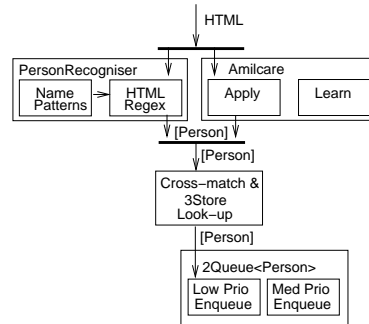 HTML
PersonRecogniser
Amilcare
Name
Patterns
HTML
Regex
Apply
Learn
[Person]
[Person]
Cross-match &
3Store
Look-up
[Person]
2Queue<Person>
Low Prio
Enqueue
Med Prio
Enqueue